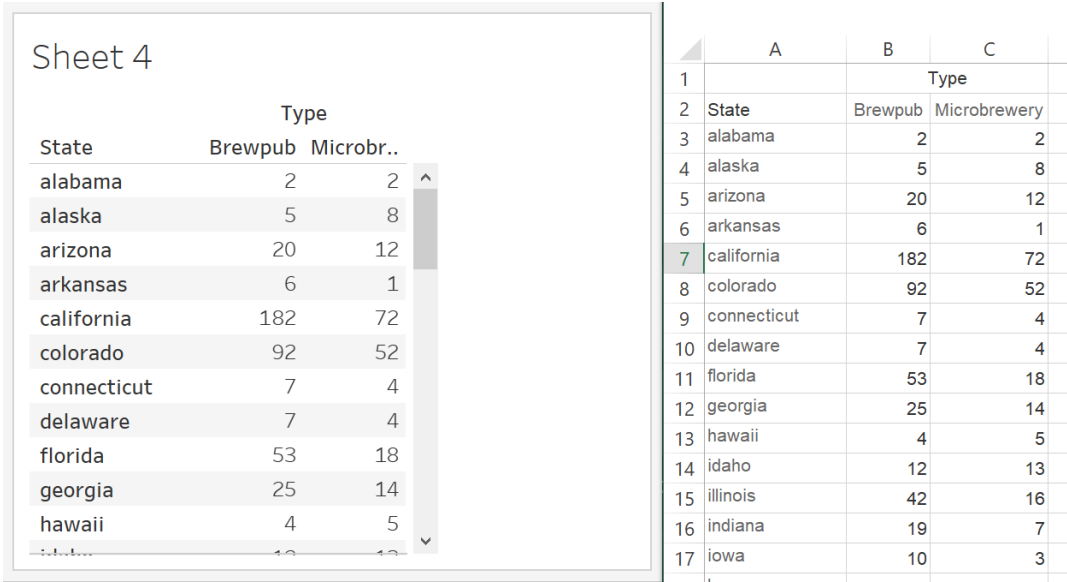 Sheet 4
Type
State Brewpub Microbr..
alabama 2 2
alaska 5 8
arizona 20 12
arkansas 6 1
california 182 72
colorado 92 52
connecticut 7 4
delaware 7 4
florida 53 18
georgia 25 14
hawaii 4 5
A B C
1 Type
2 State Brewpub Microbrewery
3 alabama 2 2
4 alaska 5 8
5 arizona 20 12
6 arkansas 6 1
7 california 182 72
8 colorado 92 52
9 connecticut 7 4
10 delaware 7 4
11 florida 53 18
12 georgia 25 14
13 hawaii 4 5
14 idaho 12 13
15 illinois 42 16
16 indiana 19 7
17 iowa 10 3